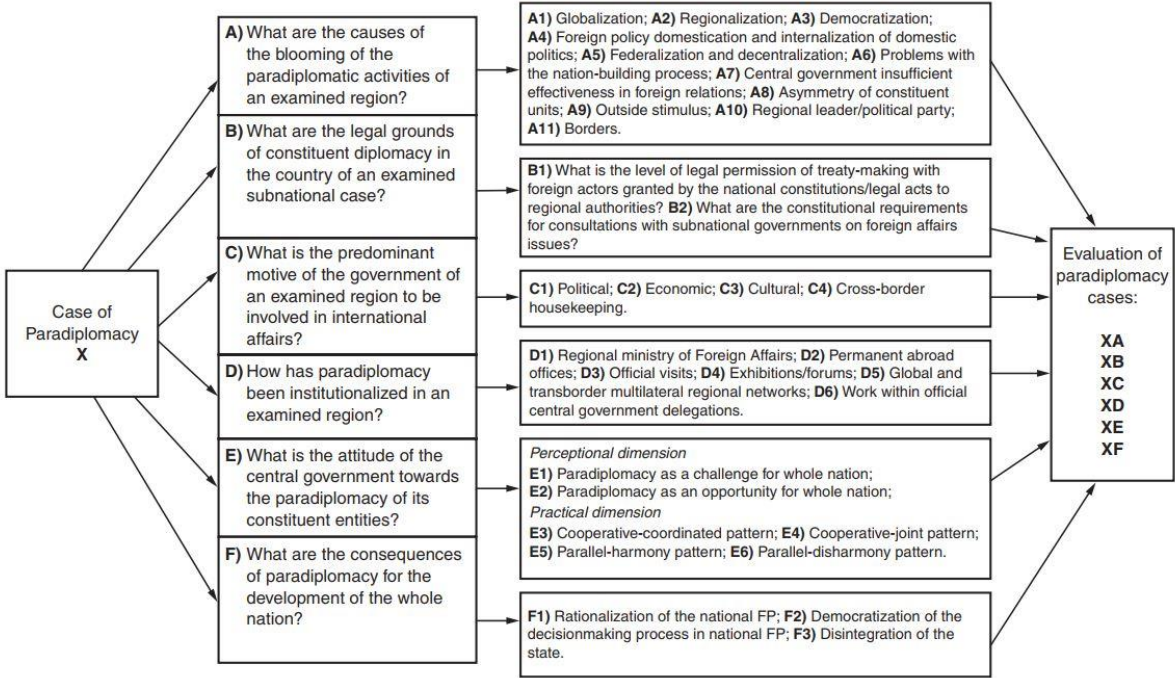 Case of
Paradiplomacy
X
A) What are the causes of
the blooming of the
paradiplomatic activities of
an examined region?
B) What are the legal grounds
of constituent diplomacy in
the country of an examined
subnational case?
C) What is the predominant
motive of the government of
an examined region to be
involved in international
affairs?
D) How has paradiplomacy
been institutionalized in an
examined region?
E) What is the attitude of the
central government towards
the paradiplomacy of its
constituent entities?
F) What are the consequences
of paradiplomacy for the
development of the whole
nation?
A1) Globalization; A2) Regionalization; A3) Democratization;
A4) Foreign policy domestication and internalization of domestic
politics; A5) Federalization and decentralization; A6) Problems with
the nation-building process; A7) Central government insufficient
effectiveness in foreign relations; A8) Asymmetry of constituent
units; A9) Outside stimulus; A10) Regional leader/political party;
A11) Borders.
B1) What is the level of legal permission of treaty-making with
foreign actors granted by the national constitutions/legal acts to
regional authorities? B2) What are the constitutional requirements
for consultations with subnational governments on foreign affairs
issues?
C1) Political; C2) Economic; C3) Cultural; C4) Cross-border
housekeeping.
D1) Regional ministry of Foreign Affairs; D2) Permanent abroad
offices; D3) Official visits; D4) Exhibitions/forums; D5) Global and
transborder multilateral regional networks; D6) Work within official
central government delegations.
Perceptional dimension
E1) Paradiplomacy as a challenge for whole nation;
E2) Paradiplomacy as an opportunity for whole nation;
Practical dimension
E3) Cooperative-coordinated pattern; E4) Cooperative-joint pattern;
E5) Parallel-harmony pattern; E6) Parallel-disharmony pattern.
F1) Rationalization of the national FP; F2) Democratization of the
decisionmaking process in national FP; F3) Disintegration of the
state.
Evaluation of
paradiplomacy
cases:
XA
XB
XC
XD
XE
XF